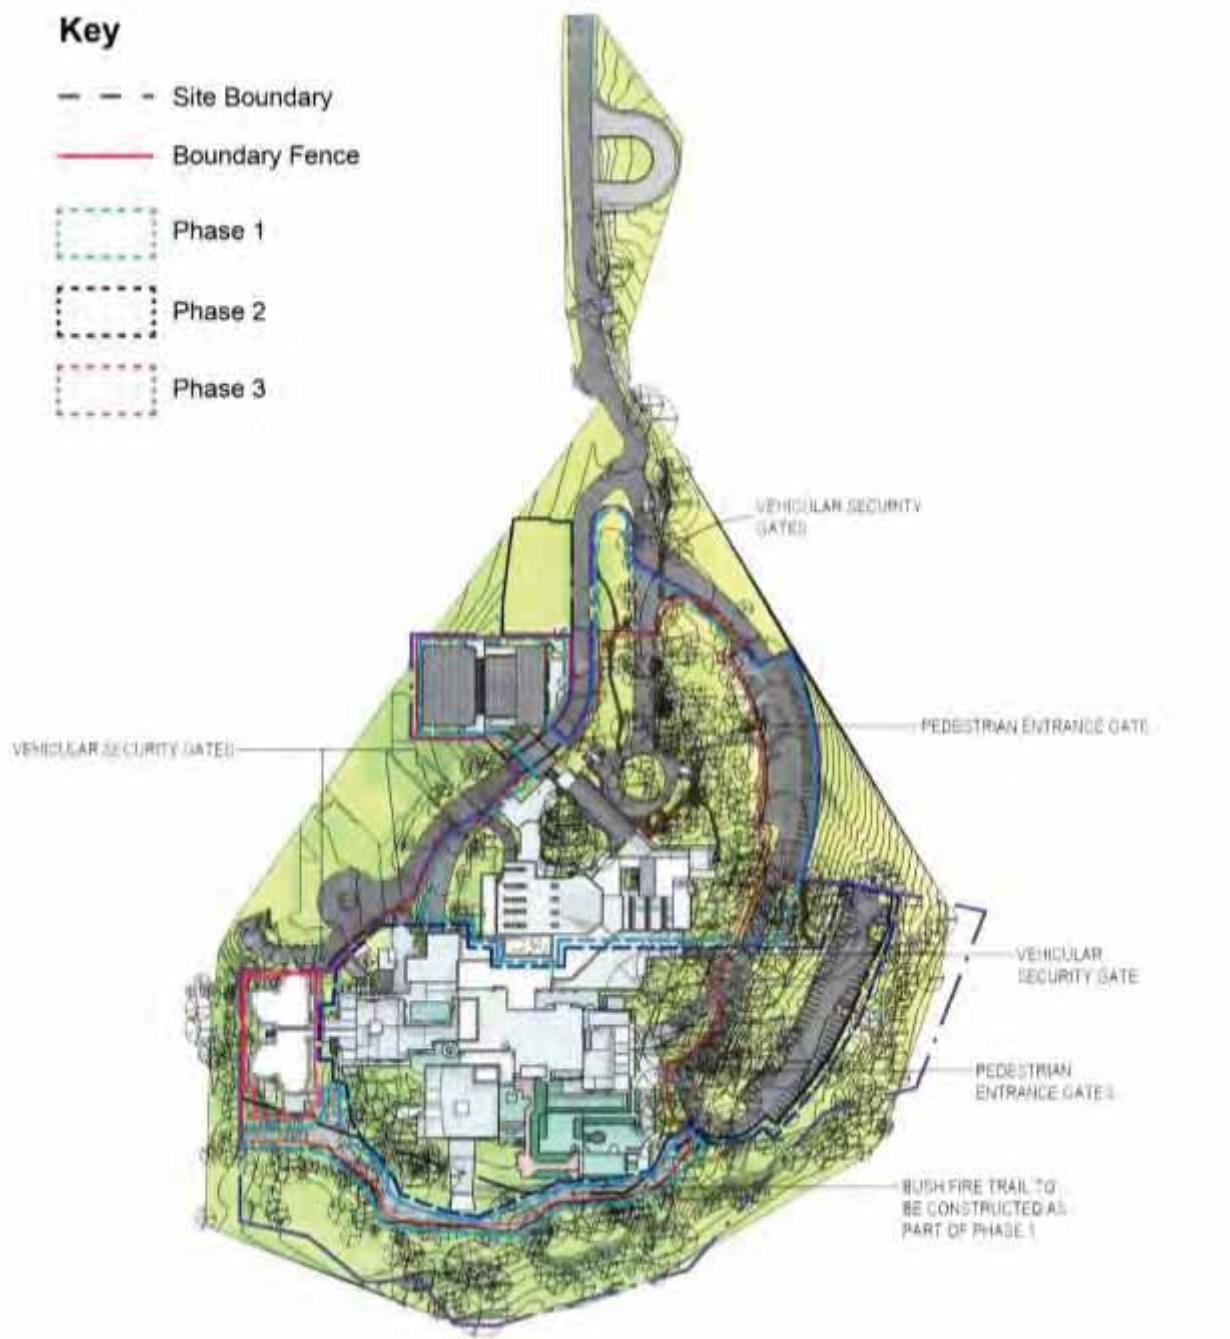 Key
Site Boundary
Boundary Fence
Phase 1
Phase 2
Phase 3
VEHICULAR SECURITY
GATES
PEDESTRIAN ENTRANCE GATE
VEHICULAR SECURITY GATES
VEHICULAR
SECURITY GATE
PEDESTRIAN
ENTRANCE GATES
BUSH FIRE TRAIL TO
BE CONSTRUCTED AS
PART OF PHASE 1